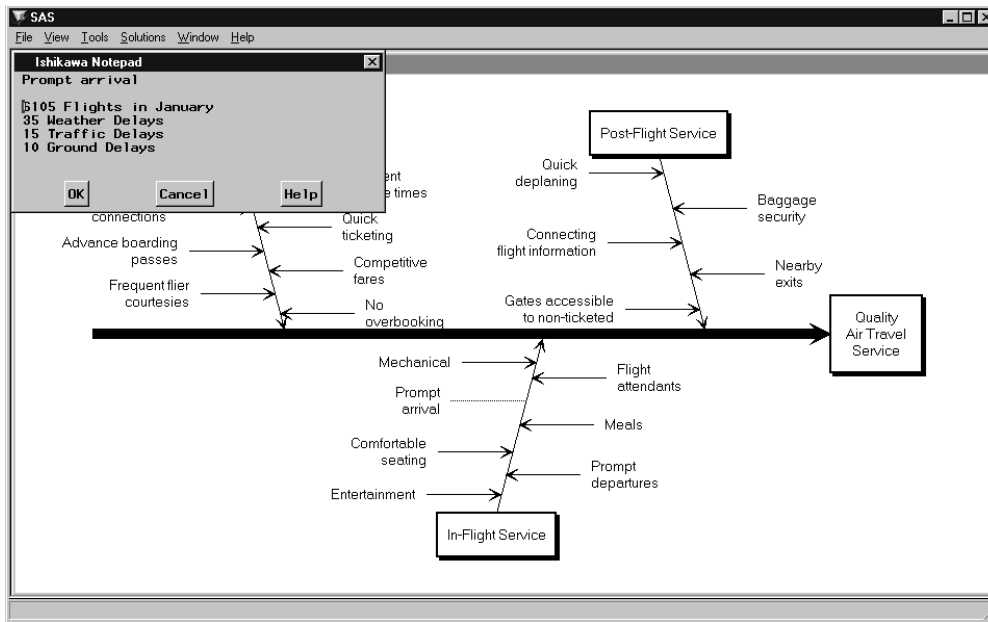 SAS
File View Tools Solutions Window Help
Ishikawa Notepad
Prompt arrival
6105 Flights in January
35 Weather Delays
15 Traffic Delays
10 Ground Delays
OK Cancel Help
times
connections
Quick
ticketing
Advance boarding
passes
Competitive
fares
Frequent flier
courtesies
No
overbooking
Post-Flight Service
Quick
deplaning
Baggage
security
Connecting
flight information
Nearby
exits
Gates accessible
to non-ticketed
Quality
Air Travel
Service
Mechanical
Flight
attendants
Prompt
arrival
Meals
Comfortable
seating
Prompt
departures
Entertainment
In-Flight Service